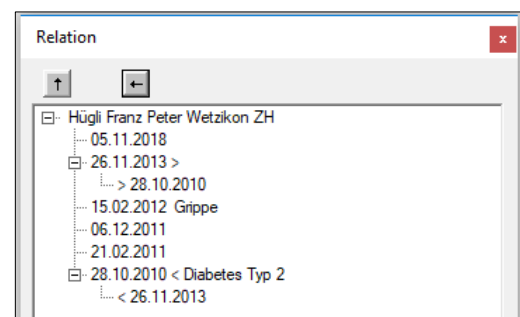 Relation
x
↑ ←
Hügli Franz Peter Wetzikon ZH
05.11.2018
26.11.2013 >
> 28.10.2010
15.02.2012 Grippe
06.12.2011
21.02.2011
28.10.2010 < Diabetes Typ 2
< 26.11.2013